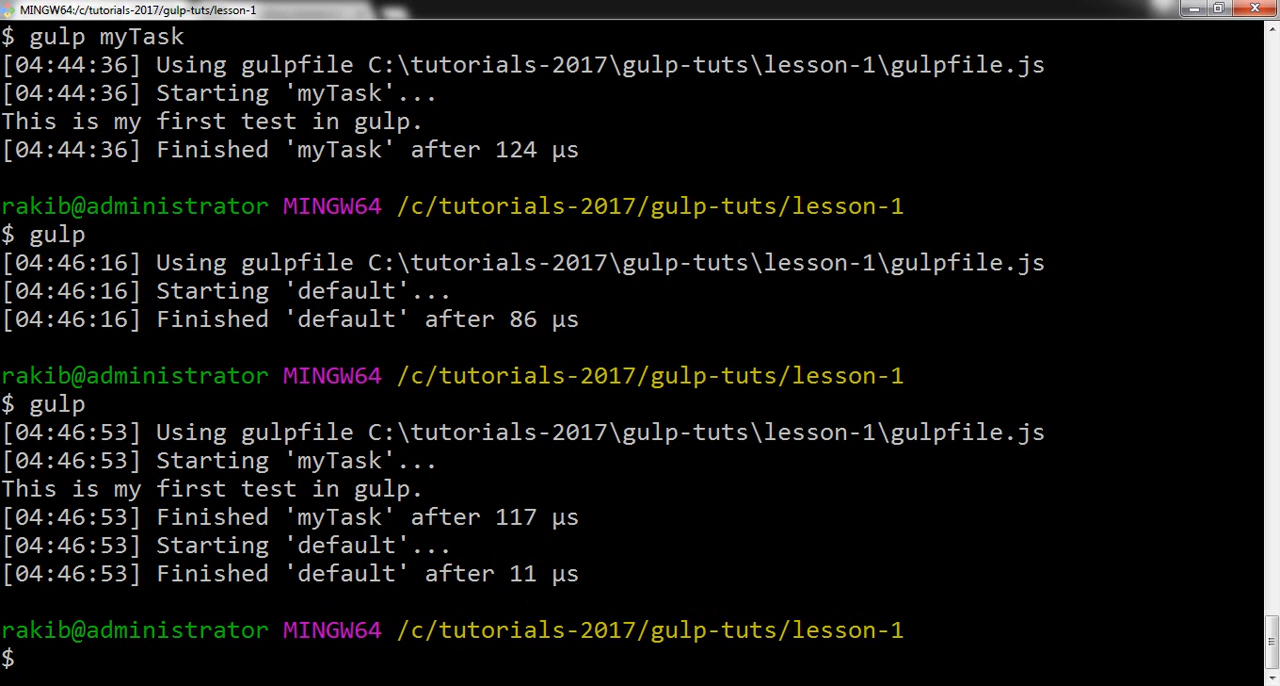 MINGW64:/c/tutorials-2017/gulp-tuts/lesson-1
$ gulp myTask
[04:44:36] Using gulpfile C:\tutorials-2017\gulp-tuts\lesson-1\gulpfile.js
[04:44:36] Starting 'myTask'...
This is my first test in gulp.
[04:44:36] Finished 'myTask' after 124 μs
rakib@administrator MINGW64 /c/tutorials-2017/gulp-tuts/lesson-1
$ gulp
[04:46:16] Using gulpfile C:\tutorials-2017\gulp-tuts\lesson-1\gulpfile.js
[04:46:16] Starting 'default'...
[04:46:16] Finished 'default' after 86 μs
rakib@administrator MINGW64 /c/tutorials-2017/gulp-tuts/lesson-1
$ gulp
[04:46:53] Using gulpfile C:\tutorials-2017\gulp-tuts\lesson-1\gulpfile.js
[04:46:53] Starting 'myTask'...
This is my first test in gulp.
[04:46:53] Finished 'myTask' after 117 μs
[04:46:53] Starting 'default'...
[04:46:53] Finished 'default' after 11 μs
rakib@administrator MINGW64 /c/tutorials-2017/gulp-tuts/lesson-1
$